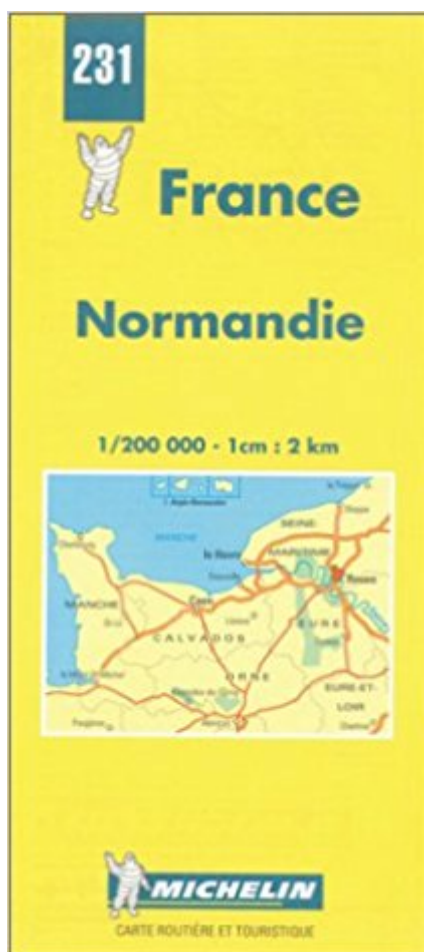 231
France
Normandie
1/200 000 - 1cm : 2 km
MANCHE
SEINE
MARITIME
le Havre
Rouen
MANCHE
Caen
EURE
CALVADOS
ORNE
EURE-ET-
LOIR
MICHELIN
CARTE ROUTIÈRE ET TOURISTIQUE